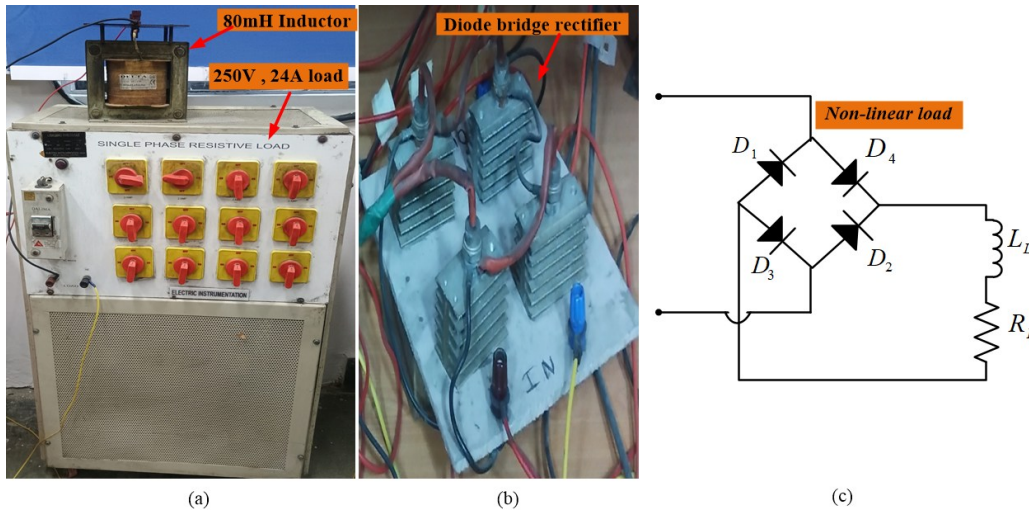 80mH Inductor
250V , 24A load
SINGLE PHASE RESISTIVE LOAD
ELECTRIC INSTRUMENTATION
(a)
Diode bridge rectifier
IN
(b)
Non-linear load
D1
D4
D3
D2
L
R
(c)